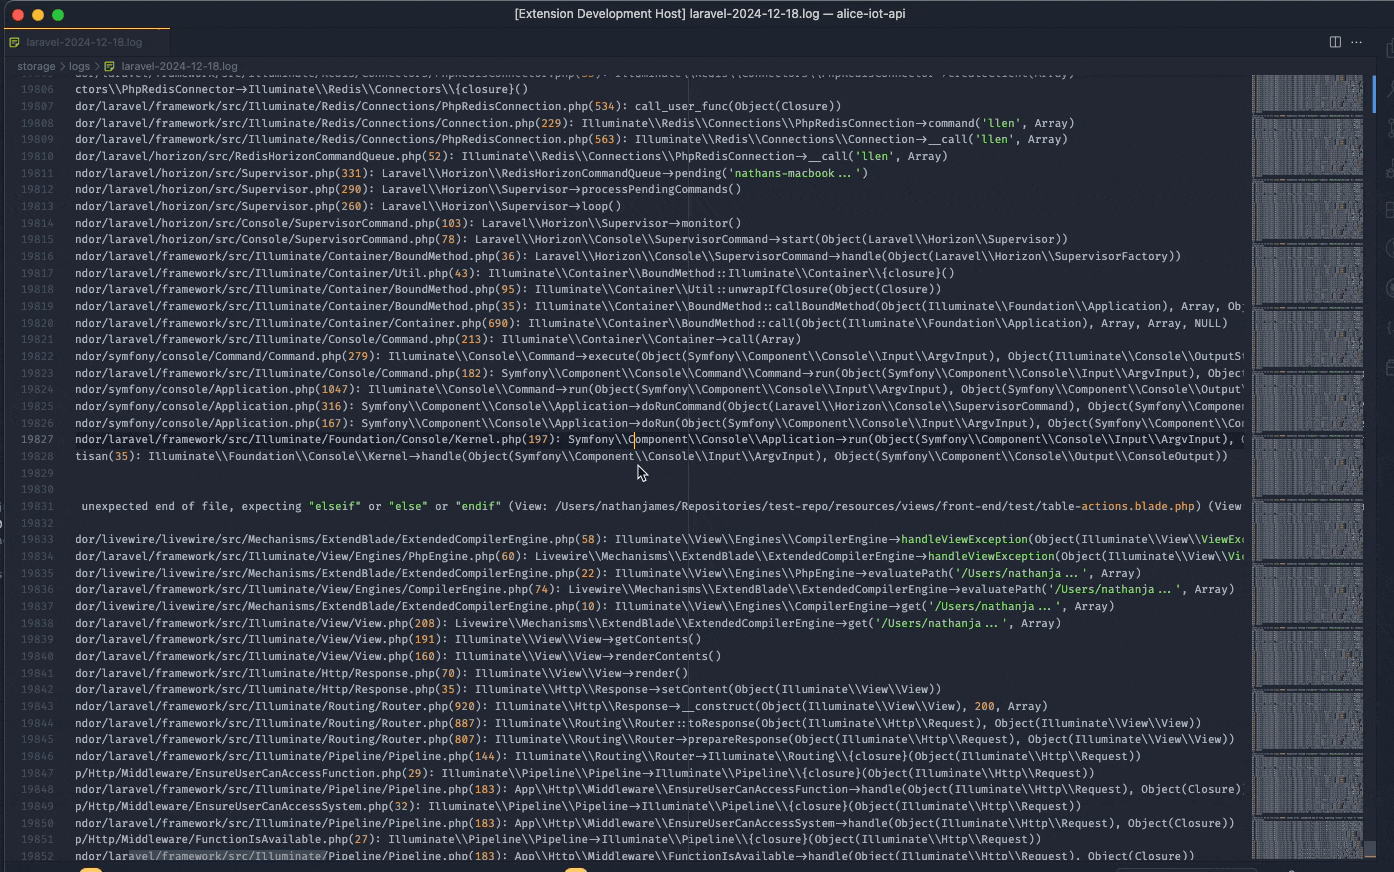 [Extension Development Host] laravel-2024-12-18.log — alice-iot-api
laravel-2024-12-18.log
storage > logs > laravel-2024-12-18.log
19806 ctors\\PhpRedisConnector->Illuminate\\Redis\\Connectors\\{closure}()
19807 dor/laravel/framework/src/Illuminate/Redis/Connections/PhpRedisConnection.php(534): call_user_func(Object(Closure))
19808 dor/laravel/framework/src/Illuminate/Redis/Connections/Connection.php(229): Illuminate\\Redis\\Connections\\PhpRedisConnection->command('llen', Array)
19809 dor/laravel/framework/src/Illuminate/Redis/Connections/PhpRedisConnection.php(563): Illuminate\\Redis\\Connections\\Connection->__call('llen', Array)
19810 dor/laravel/horizon/src/RedisHorizonCommandQueue.php(52): Illuminate\\Redis\\Connections\\PhpRedisConnection->__call('llen', Array)
19811 ndor/laravel/horizon/src/Supervisor.php(331): Laravel\\Horizon\\RedisHorizonCommandQueue->pending('nathans-macbook...')
19812 ndor/laravel/horizon/src/Supervisor.php(290): Laravel\\Horizon\\Supervisor->processPendingCommands()
19813 ndor/laravel/horizon/src/Supervisor.php(260): Laravel\\Horizon\\Supervisor->loop()
19814 ndor/laravel/horizon/src/Console/SupervisorCommand.php(103): Laravel\\Horizon\\Supervisor->monitor()
19815 ndor/laravel/horizon/src/Console/SupervisorCommand.php(78): Laravel\\Horizon\\Console\\SupervisorCommand->start(Object(Laravel\\Horizon\\Supervisor))
19816 ndor/laravel/framework/src/Illuminate/Container/BoundMethod.php(36): Laravel\\Horizon\\Console\\SupervisorCommand->handle(Object(Laravel\\Horizon\\SupervisorFactory))
19817 ndor/laravel/framework/src/Illuminate/Container/Util.php(43): Illuminate\\Container\\BoundMethod::Illuminate\\Container\\{closure}()
19818 ndor/laravel/framework/src/Illuminate/Container/BoundMethod.php(95): Illuminate\\Container\\Util::unwrapIfClosure(Object(Closure))
19819 ndor/laravel/framework/src/Illuminate/Container/BoundMethod.php(35): Illuminate\\Container\\BoundMethod::callBoundMethod(Object(Illuminate\\Foundation\\Application), Array, Ob
19820 ndor/laravel/framework/src/Illuminate/Container/Container.php(690): Illuminate\\Container\\BoundMethod::call(Object(Illuminate\\Foundation\\Application), Array, Array, NULL)
19821 ndor/laravel/framework/src/Illuminate/Console/Command.php(213): Illuminate\\Container\\Container->call(Array)
19822 ndor/symfony/console/Command/Command.php(279): Illuminate\\Console\\Command->execute(Object(Symfony\\Component\\Console\\Input\\ArgvInput), Object(Illuminate\\Console\\OutputSt
19823 ndor/laravel/framework/src/Illuminate/Console/Command.php(182): Symfony\\Component\\Console\\Command\\Command->run(Object(Symfony\\Component\\Console\\Input\\ArgvInput), Object
19824 ndor/symfony/console/Application.php(1047): Illuminate\\Console\\Command->run(Object(Symfony\\Component\\Console\\Input\\ArgvInput), Object(Symfony\\Component\\Console\\Output\
19825 ndor/symfony/console/Application.php(316): Symfony\\Component\\Console\\Application->doRunCommand(Object(Laravel\\Horizon\\Console\\SupervisorCommand), Object(Symfony\\Componen
19826 ndor/symfony/console/Application.php(167): Symfony\\Component\\Console\\Application->doRun(Object(Symfony\\Component\\Console\\Input\\ArgvInput), Object(Symfony\\Component\\Con
19827 ndor/laravel/framework/src/Illuminate/Foundation/Console/Kernel.php(197): Symfony\\Component\\Console\\Application->run(Object(Symfony\\Component\\Console\\Input\\ArgvInput),
19828 tisan(35): Illuminate\\Foundation\\Console\\Kernel->handle(Object(Symfony\\Component\\Console\\Input\\ArgvInput), Object(Symfony\\Component\\Console\\Output\\ConsoleOutput))
19829
19830
19831 unexpected end of file, expecting "elseif" or "else" or "endif" (View: /Users/nathanjames/Repositories/test-repo/resources/views/front-end/test/table-actions.blade.php) (View
19832
19833 dor/livewire/livewire/src/Mechanisms/ExtendBlade/ExtendedCompilerEngine.php(58): Illuminate\\View\\Engines\\CompilerEngine->handleViewException(Object(Illuminate\\View\\ViewExc
19834 dor/laravel/framework/src/Illuminate/View/Engines/PhpEngine.php(60): Livewire\\Mechanisms\\ExtendBlade\\ExtendedCompilerEngine->handleViewException(Object(Illuminate\\View\\Vi
19835 dor/livewire/livewire/src/Mechanisms/ExtendBlade/ExtendedCompilerEngine.php(22): Illuminate\\View\\Engines\\PhpEngine->evaluatePath('/Users/nathanja...', Array)
19836 dor/laravel/framework/src/Illuminate/View/Engines/CompilerEngine.php(74): Livewire\\Mechanisms\\ExtendBlade\\ExtendedCompilerEngine->evaluatePath('/Users/nathanja...', Array)
19837 dor/livewire/livewire/src/Mechanisms/ExtendBlade/ExtendedCompilerEngine.php(10): Illuminate\\View\\Engines\\CompilerEngine->get('/Users/nathanja...', Array)
19838 dor/laravel/framework/src/Illuminate/View/View.php(208): Livewire\\Mechanisms\\ExtendBlade\\ExtendedCompilerEngine->get('/Users/nathanja...', Array)
19839 dor/laravel/framework/src/Illuminate/View/View.php(191): Illuminate\\View\\View->getContents()
19840 dor/laravel/framework/src/Illuminate/View/View.php(160): Illuminate\\View\\View->renderContents()
19841 dor/laravel/framework/src/Illuminate/Http/Response.php(70): Illuminate\\View\\View->render()
19842 dor/laravel/framework/src/Illuminate/Http/Response.php(35): Illuminate\\Http\\Response->setContent(Object(Illuminate\\View\\View))
19843 ndor/laravel/framework/src/Illuminate/Routing/Router.php(920): Illuminate\\Http\\Response->__construct(Object(Illuminate\\View\\View), 200, Array)
19844 ndor/laravel/framework/src/Illuminate/Routing/Router.php(887): Illuminate\\Routing\\Router::toResponse(Object(Illuminate\\Http\\Request), Object(Illuminate\\View\\View))
19845 ndor/laravel/framework/src/Illuminate/Routing/Router.php(807): Illuminate\\Routing\\Router->prepareResponse(Object(Illuminate\\Http\\Request), Object(Illuminate\\View\\View))
19846 ndor/laravel/framework/src/Illuminate/Pipeline/Pipeline.php(144): Illuminate\\Routing\\Router->Illuminate\\Routing\\{closure}(Object(Illuminate\\Http\\Request))
19847 p/Http/Middleware/EnsureUserCanAccessFunction.php(29): Illuminate\\Pipeline\\Pipeline->Illuminate\\Pipeline\\{closure}(Object(Illuminate\\Http\\Request))
19848 ndor/laravel/framework/src/Illuminate/Pipeline/Pipeline.php(183): App\\Http\\Middleware\\EnsureUserCanAccessFunction->handle(Object(Illuminate\\Http\\Request), Object(Closure)
19849 p/Http/Middleware/EnsureUserCanAccessSystem.php(32): Illuminate\\Pipeline\\Pipeline->Illuminate\\Pipeline\\{closure}(Object(Illuminate\\Http\\Request))
19850 ndor/laravel/framework/src/Illuminate/Pipeline/Pipeline.php(183): App\\Http\\Middleware\\EnsureUserCanAccessSystem->handle(Object(Illuminate\\Http\\Request), Object(Closure))
19851 p/Http/Middleware/FunctionIsAvailable.php(27): Illuminate\\Pipeline\\Pipeline->Illuminate\\Pipeline\\{closure}(Object(Illuminate\\Http\\Request))
19852 ndor/laravel/framework/src/Illuminate/Pipeline/Pipeline.php(183): App\\Http\\Middleware\\FunctionIsAvailable->handle(Object(Illuminate\\Http\\Request), Object(Closure))